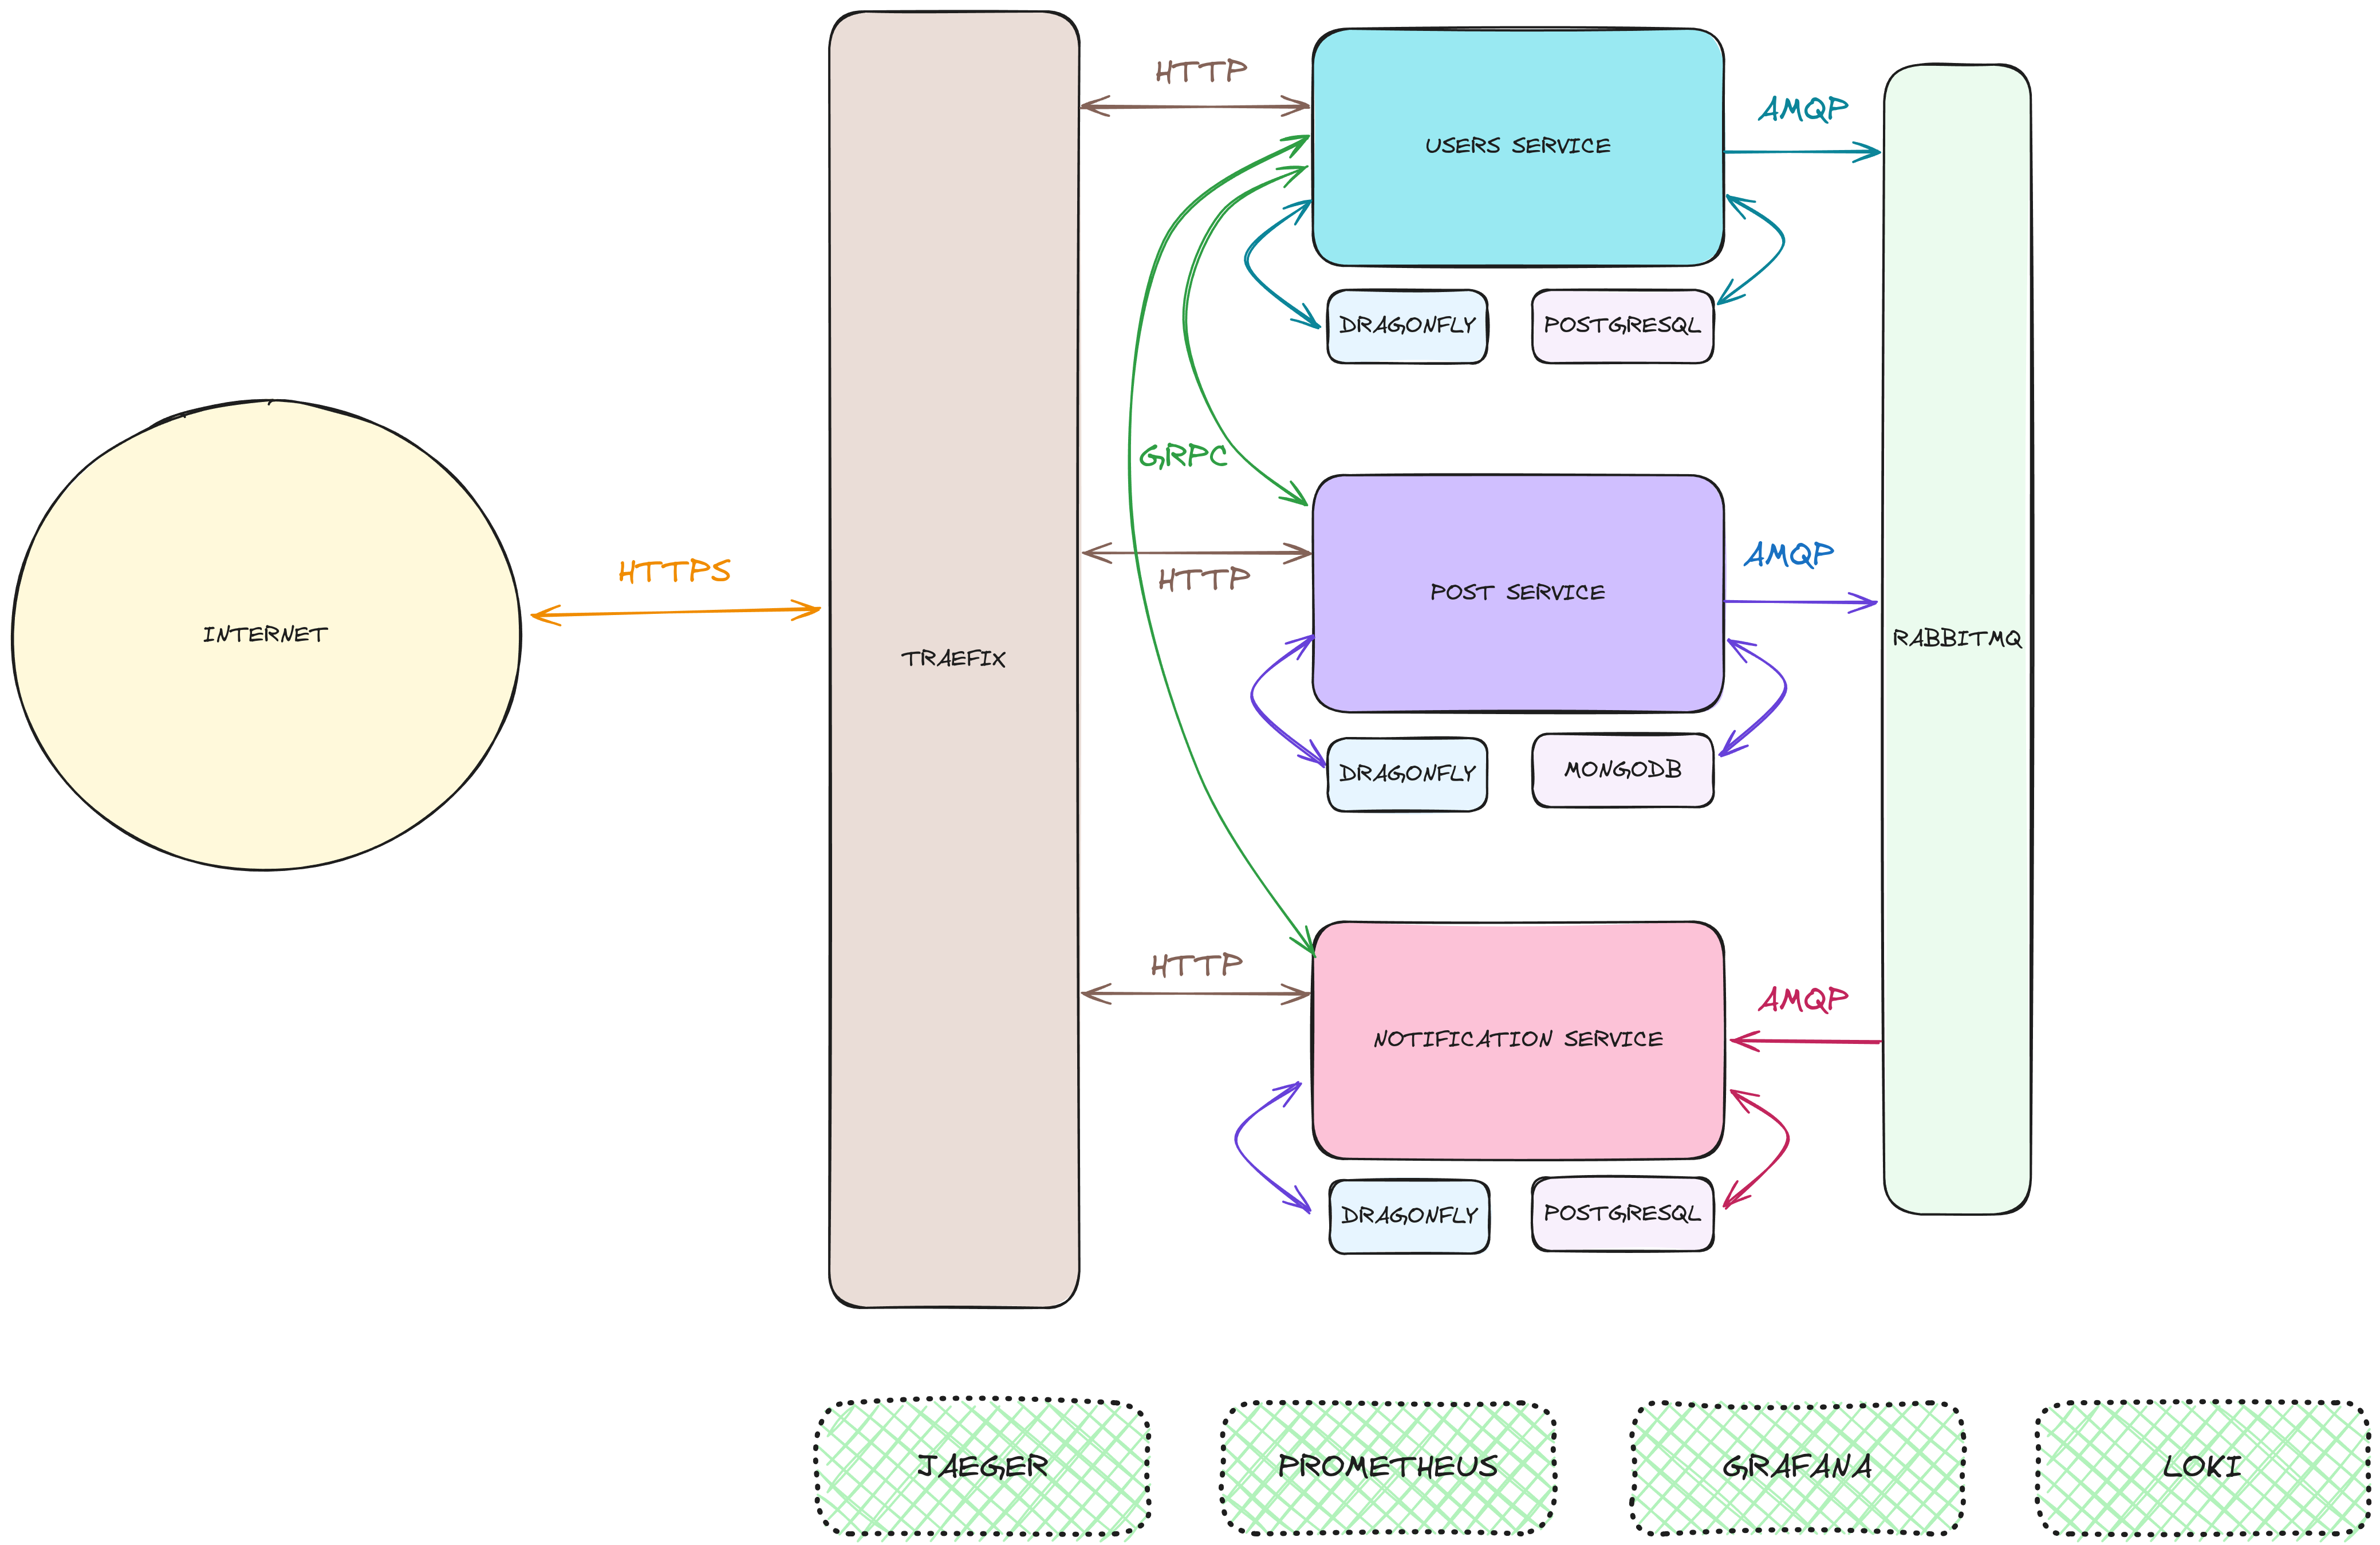 HTTP
USERS SERVICE
AMQP
DRAGONFLY
POSTGRESQL
GRPC
HTTPS
INTERNET
TRAEFIX
HTTP
POST SERVICE
AMQP
RABBITMQ
DRAGONFLY
MONGODB
HTTP
NOTIFICATION SERVICE
AMQP
DRAGONFLY
POSTGRESQL
JAEGER
PROMETHEUS
GRAFANA
LOKI